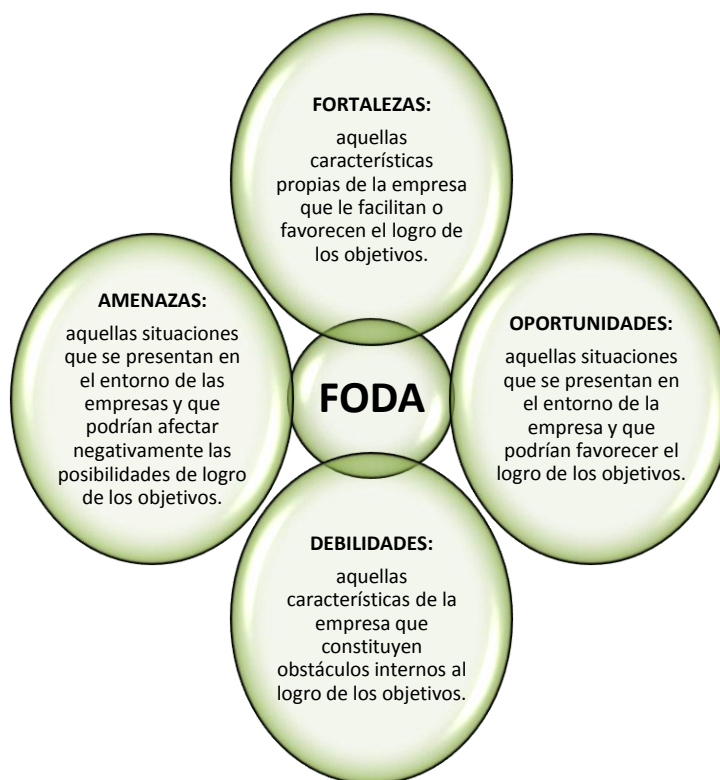 FORTALEZAS:
aquellas
características
propias de la empresa
que le facilitan o
favorecen el logro de
los objetivos.
AMENAZAS:
aquellas situaciones
que se presentan en
el entorno de las
empresas y que
podrían afectar
negativamente las
posibilidades de logro
de los objetivos.
FODA
OPORTUNIDADES:
aquellas situaciones
que se presentan en
el entorno de la
empresa y que
podrían favorecer el
logro de los objetivos.
DEBILIDADES:
aquellas
características de la
empresa que
constituyen
obstáculos internos al
logro de los objetivos.